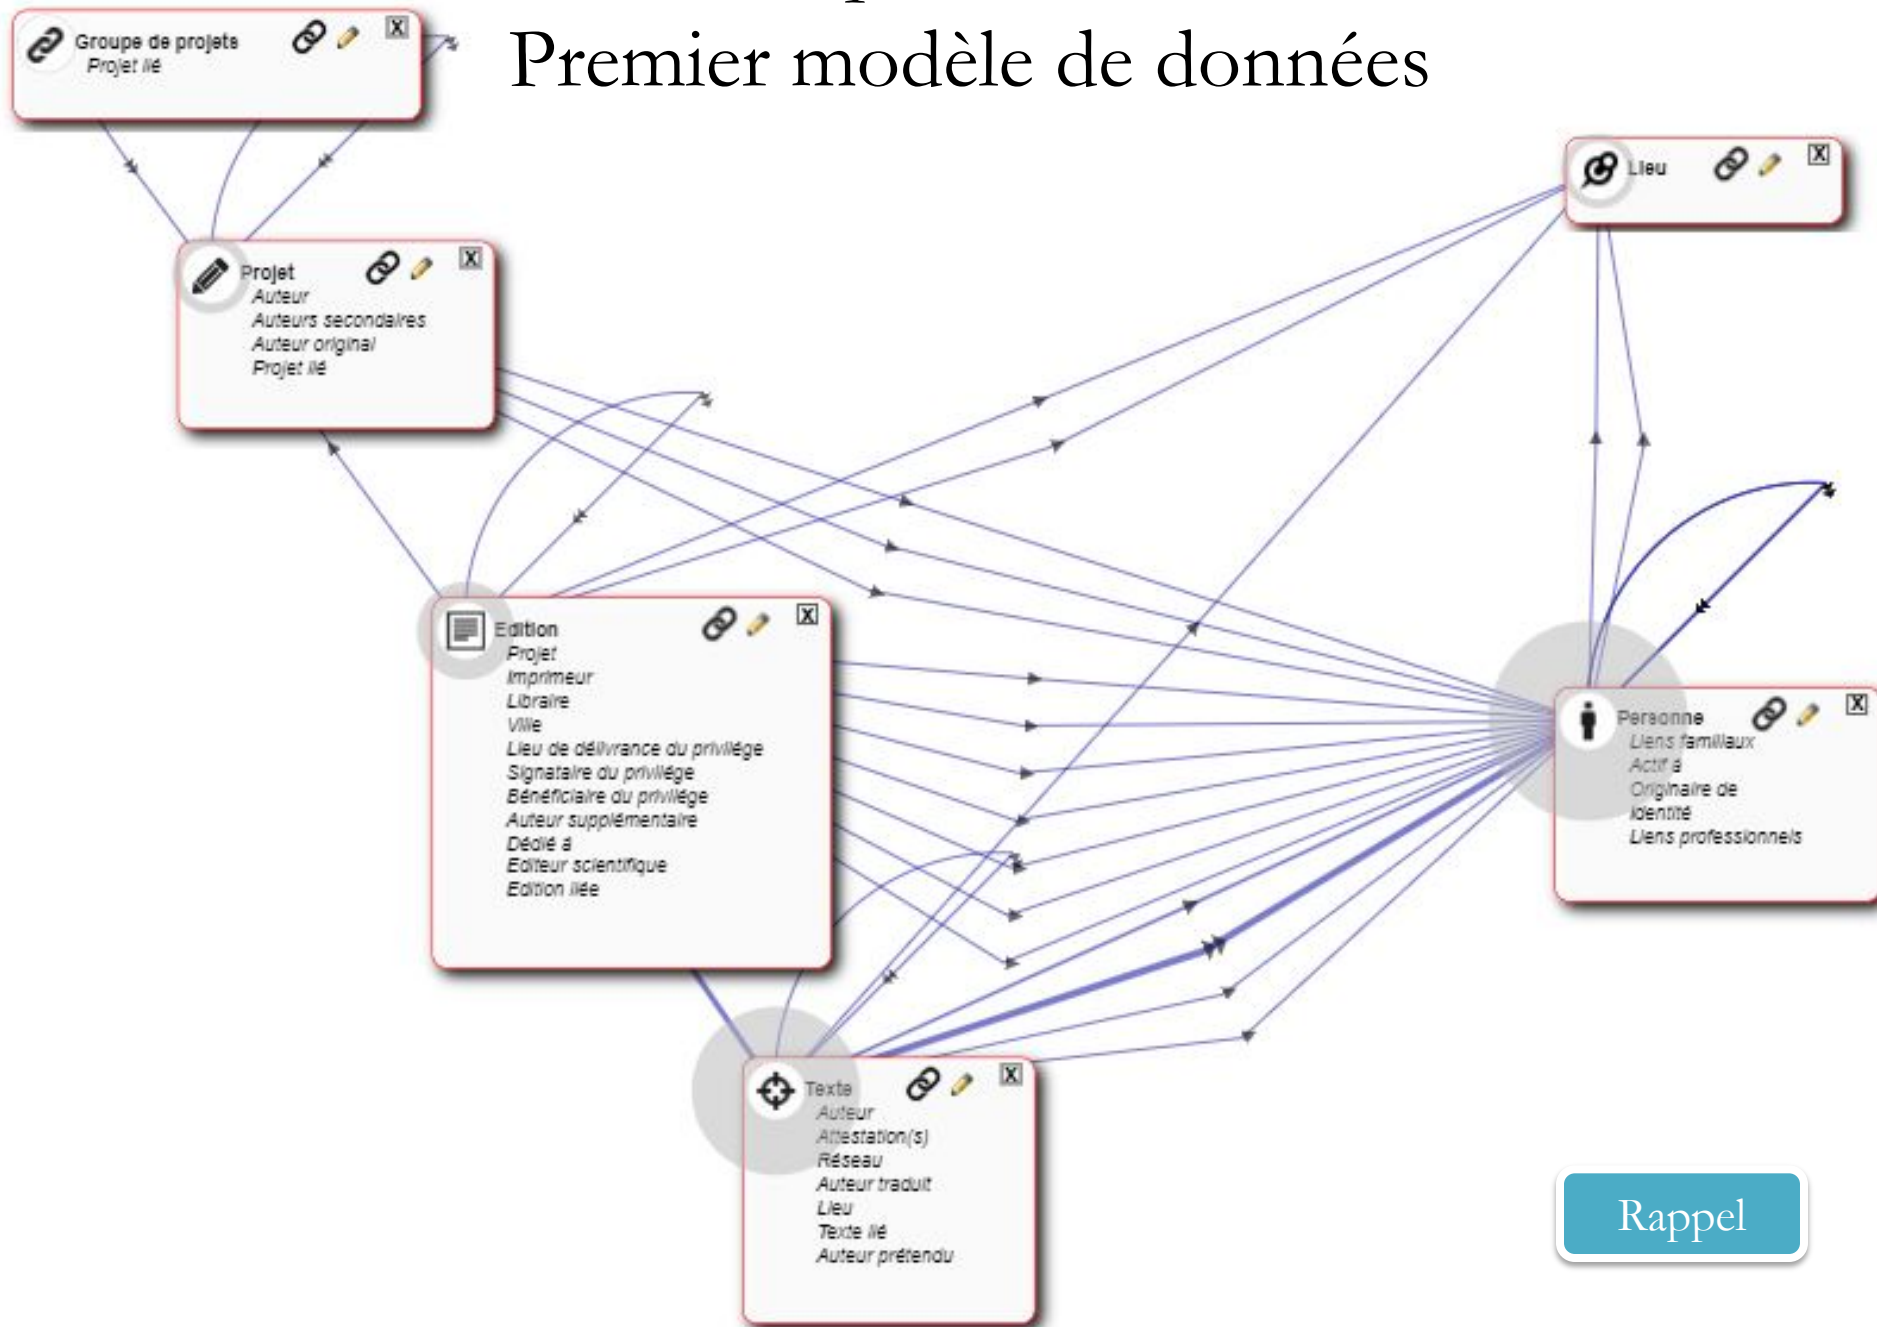 Premier modèle de données
Groupe de projets
Projet lié
Lieu
Projet
Auteur
Auteurs secondaires
Auteur original
Projet lié
Edition
Projet
Imprimeur
Libraire
Ville
Lieu de délivrance du privilége
Signataire du privilége
Bénéficiaire du privilége
Auteur supplémentaire
Dédié à
Editeur scientifique
Edition liée
Personne
Liens familiaux
Actif à
Originaire de
Identité
Liens professionnels
Texte
Auteur
Attestation(s)
Réseau
Auteur traduit
Lieu
Texte lié
Auteur prétendu
Rappel